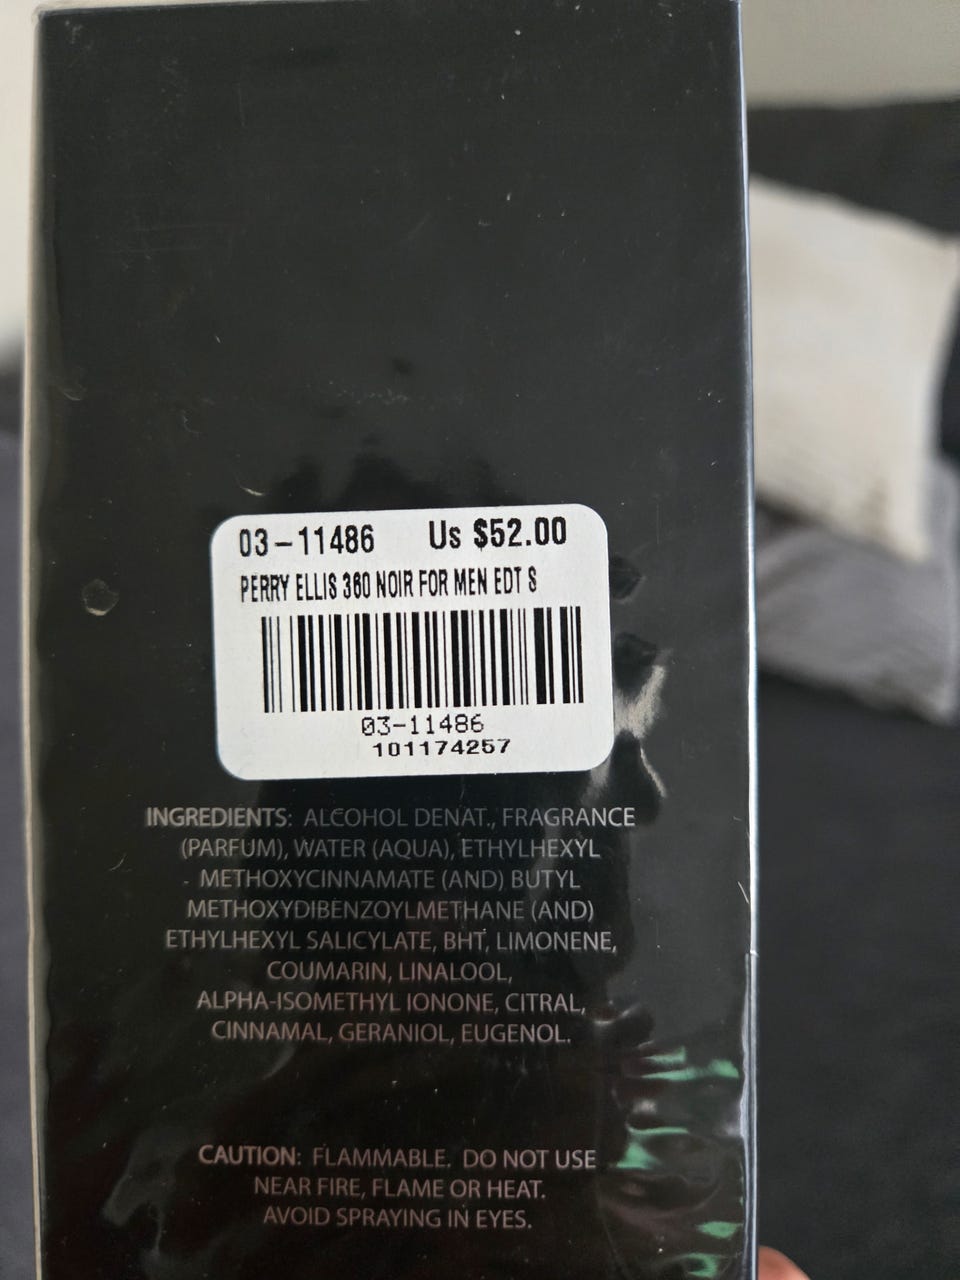 03-11486 Us $52.00
PERRY ELLIS 360 NOIR FOR MEN EDT S
03-11486
101174257
INGREDIENTS: ALCOHOL DENAT., FRAGRANCE
(PARFUM), WATER (AQUA), ETHYLHEXYL
METHOXYCINNAMATE (AND) BUTYL
METHOXYDIBENZOYLMETHANE (AND)
ETHYLHEXYL SALICYLATE, BHT, LIMONENE,
COUMARIN, LINALOOL,
ALPHA-ISOMETHYL IONONE, CITRAL,
CINNAMAL, GERANIOL, EUGENOL.
CAUTION: FLAMMABLE. DO NOT USE
NEAR FIRE, FLAME OR HEAT.
AVOID SPRAYING IN EYES.